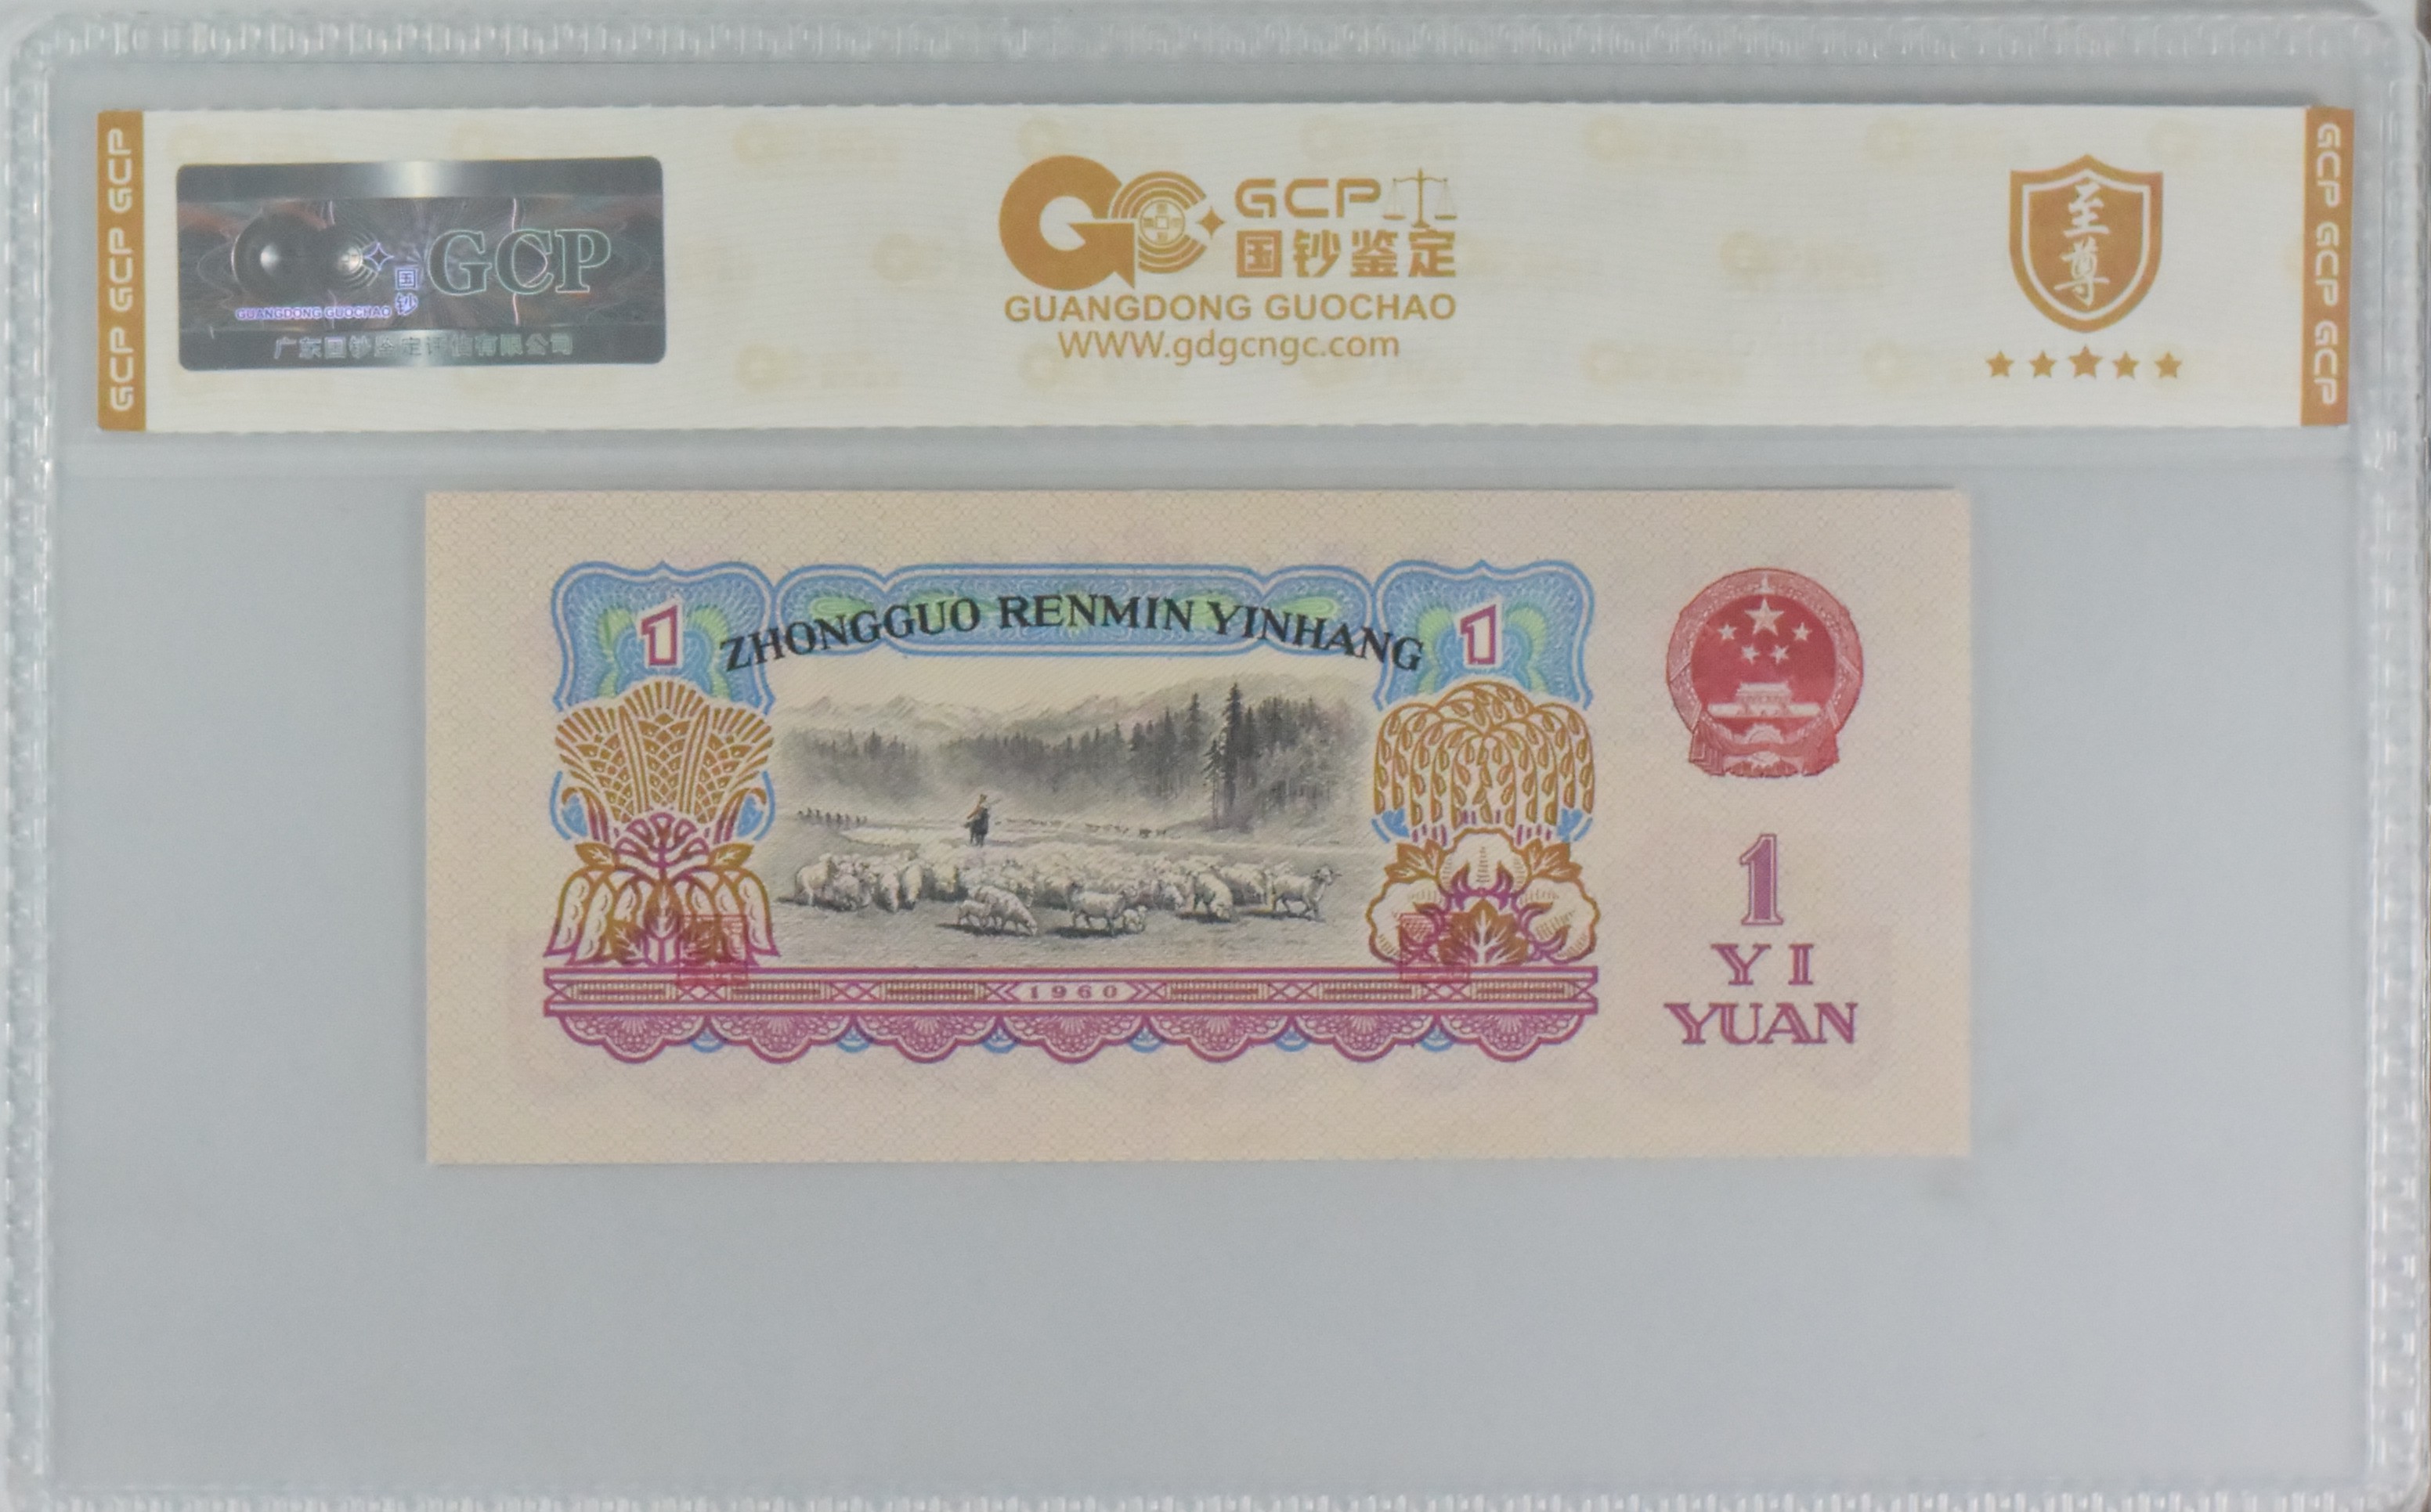 GCP GCP GCP
国钞
GCP
GUANGDONG GUOCHAO
广东国钞鉴定评估有限公司
GCP
国钞鉴定
GUANGDONG GUOCHAO
WWW.gdgcngc.com
至尊
GCP GCP GCP
1
ZHONGGUO RENMIN YINHANG
1
1960
1
YI
YUAN